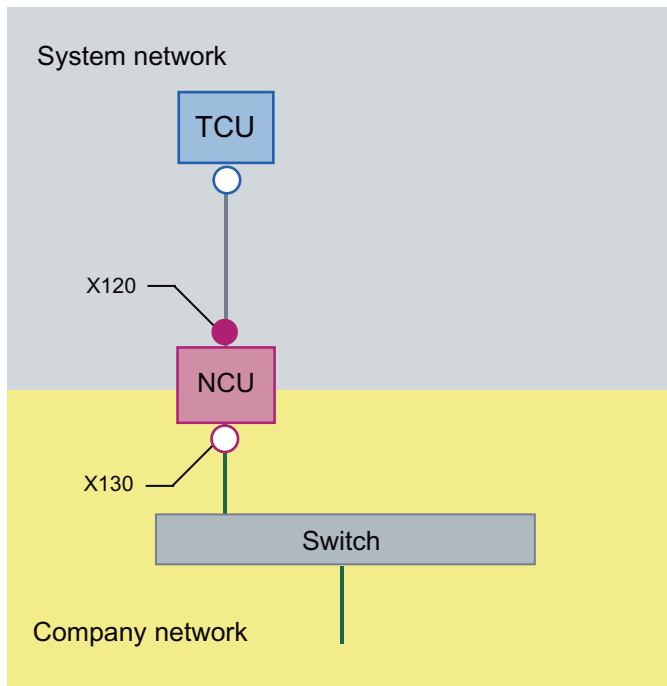 System network
TCU
X120
NCU
X130
Switch
Company network